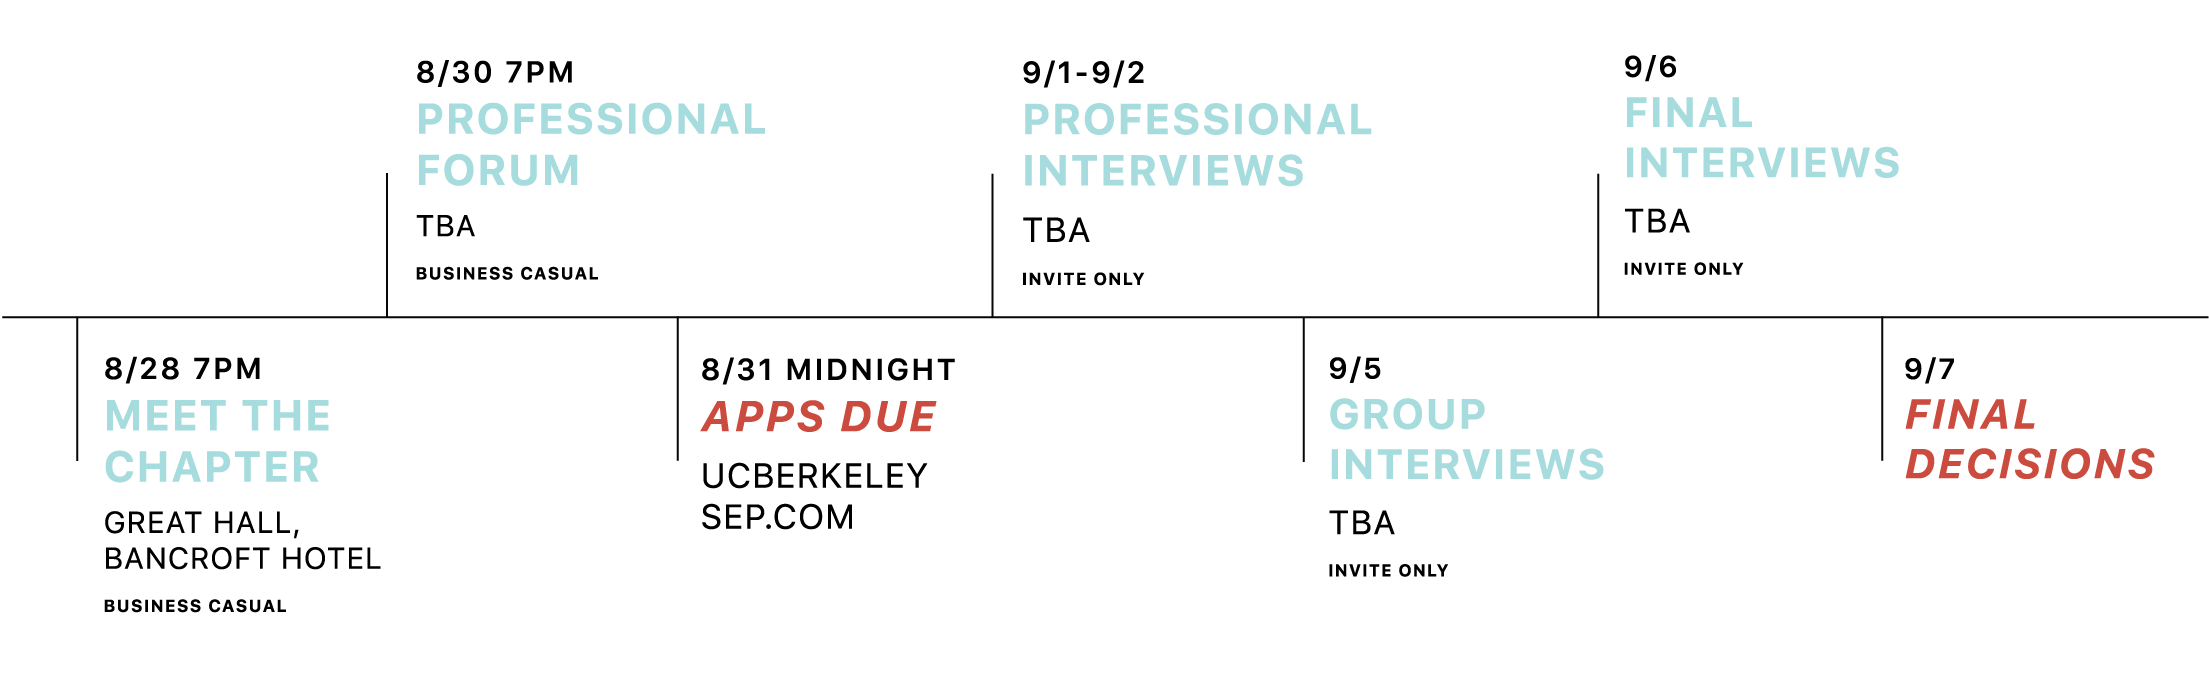 8/28 7PM
MEET THE
CHAPTER
GREAT HALL,
BANCROFT HOTEL
BUSINESS CASUAL
8/30 7PM
PROFESSIONAL
FORUM
TBA
BUSINESS CASUAL
8/31 MIDNIGHT
APPS DUE
UCBERKELEY
SEP.COM
9/1-9/2
PROFESSIONAL
INTERVIEWS
TBA
INVITE ONLY
9/5
GROUP
INTERVIEWS
TBA
INVITE ONLY
9/6
FINAL
INTERVIEWS
TBA
INVITE ONLY
9/7
FINAL
DECISIONS